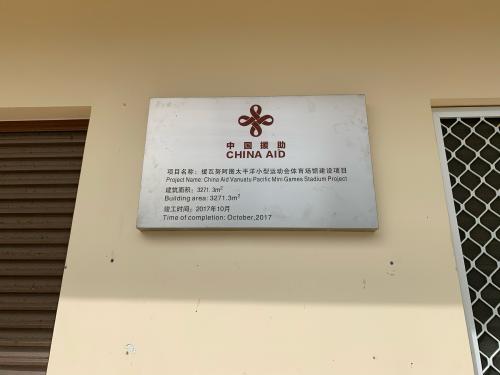 中国援助
CHINA AID
项目名称：援瓦努阿图太平洋小型运动会体育场馆建设项目
Project Name: China Aid Vanuatu Pacific Mini Games Stadium Project
建筑面积：3271.3m²
Building area: 3271.3m²
竣工时间：2017年10月
Time of completion: October,2017